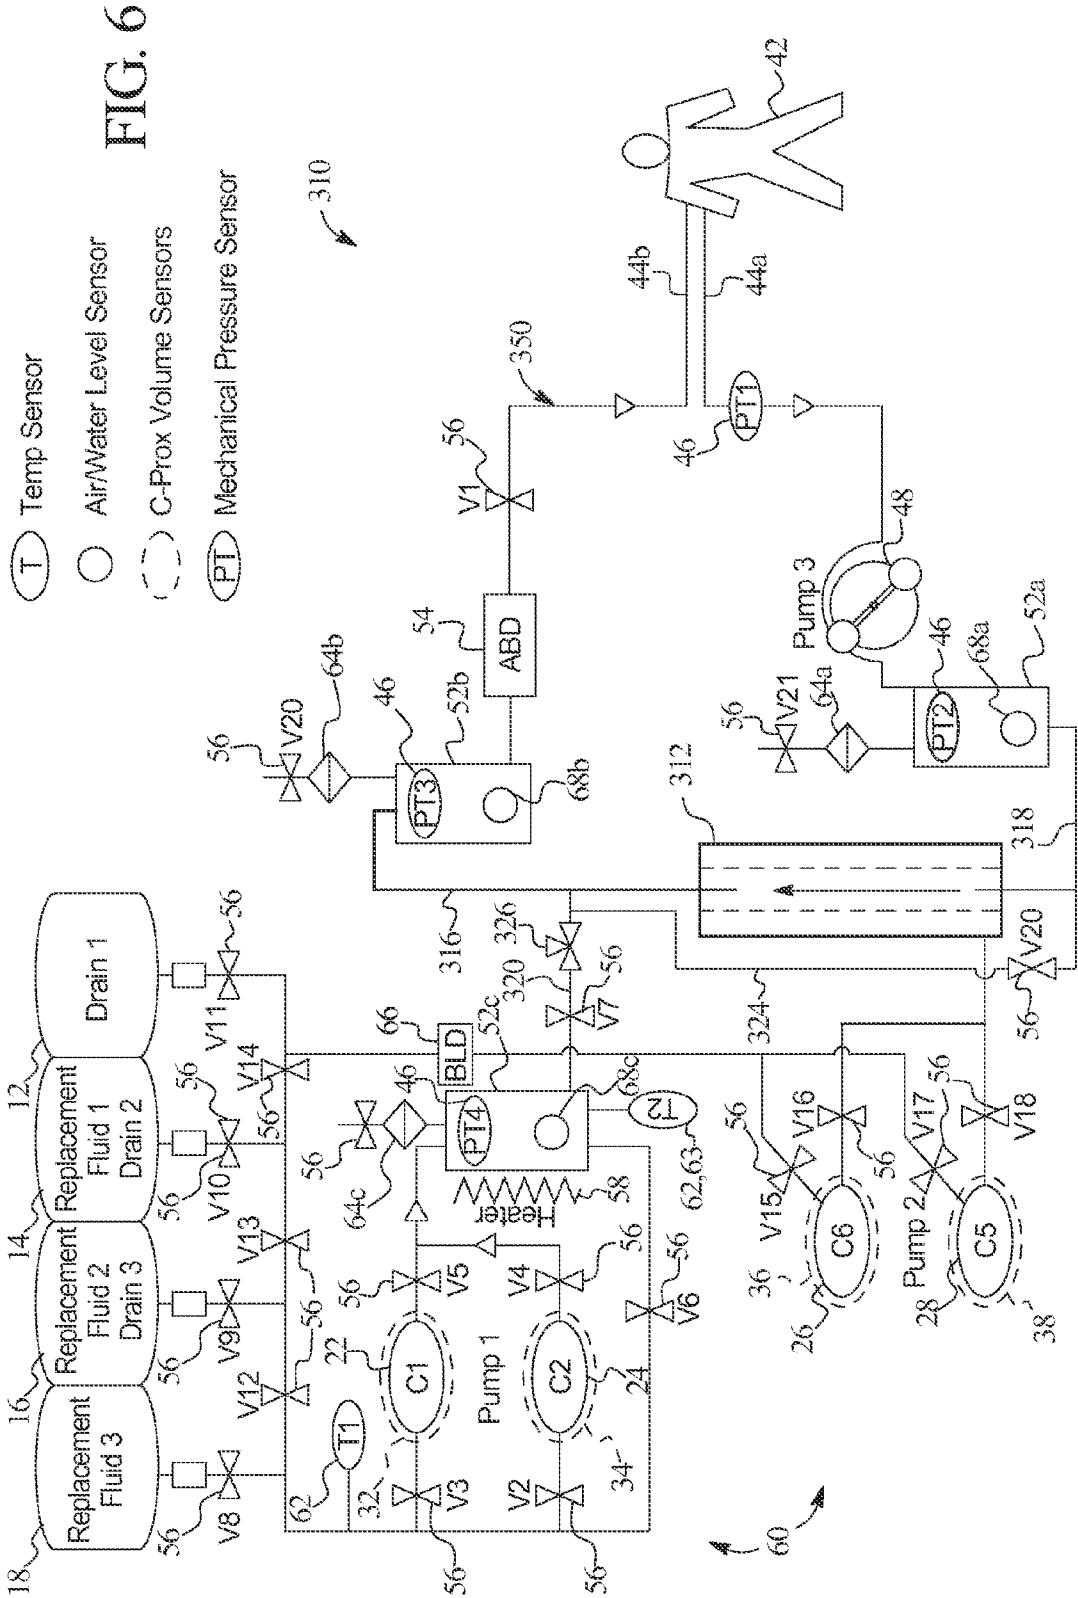 FIG. 6
T Temp Sensor
Air/Water Level Sensor
C-Prox Volume Sensors
PT Mechanical Pressure Sensor
310
18
16
14
12
Replacement
Fluid 3
Replacement
Fluid 2
Drain 3
Replacement
Fluid 1
Drain 2
Drain 1
56
V8
56
V9
56
56
V10
56
V11
V12
56
V13
56
V14
56
62
T1
32
22
C1
V3
56
56
V5
Pump 1
34
24
C2
V2
56
V4
56
V6
56
Heater
58
64c
56
46
PT4
52c
68c
66
BLD
62,63
V7
56
320
326
316
324
312
318
56
V20
64b
46
PT3
52b
68b
54
ABD
V1
56
350
44b
44a
42
46
PT1
48
Pump 3
56
V21
64a
46
PT2
68a
52a
56
V20
36
26
C6
V15
56
V16
56
Pump 2
28
38
C5
V17
56
V18
60